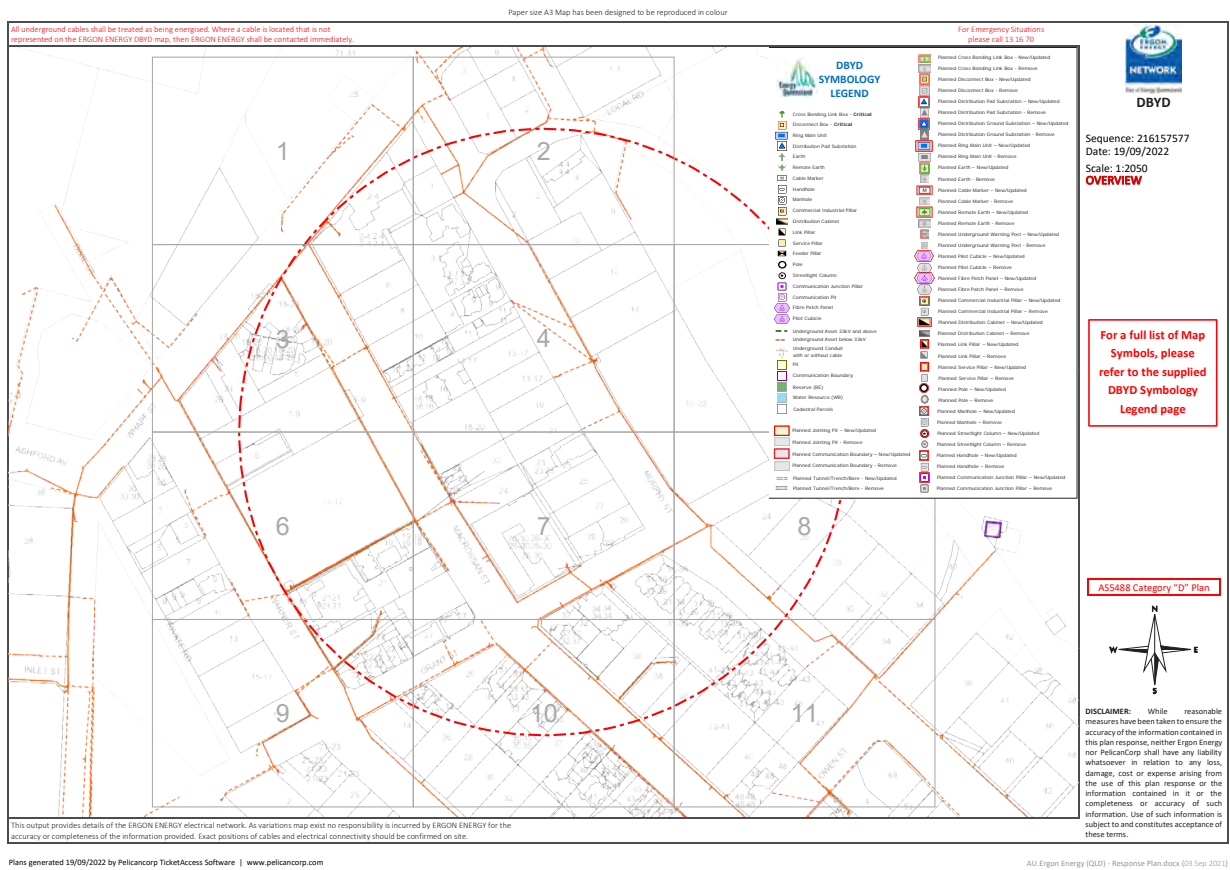 Paper size A3 Map has been designed to be reproduced in colour
All underground cables shall be treated as being energised. Where a cable is located that is not
represented on the ERGON ENERGY DBYD map, then ERGON ENERGY shall be contacted immediately.
For Emergency Situations
please call 13 16 70
ERGON
ENERGY
NETWORK
Part of Energy Queensland
DBYD
Sequence: 216157577
Date: 19/09/2022
Scale: 1:2050
OVERVIEW
For a full list of Map
Symbols, please
refer to the supplied
DBYD Symbology
Legend page
AS5488 Category "D" Plan
N
W
E
S
DISCLAIMER: While reasonable
measures have been taken to ensure the
accuracy of the information contained in
this plan response, neither Ergon Energy
nor PelicanCorp shall have any liability
whatsoever in relation to any loss,
damage, cost or expense arising from
the use of this plan response or the
information contained in it or the
completeness or accuracy of such
information. Use of such information is
subject to and constitutes acceptance of
these terms.
Energy
Queensland
DBYD
SYMBOLOGY
LEGEND
Cross Bonding Link Box - Critical
Disconnect Box - Critical
Ring Main Unit
Distribution Pad Substation
Earth
Remote Earth
Cable Marker
Handhole
Manhole
Commercial Industrial Pillar
Distribution Cabinet
Link Pillar
Service Pillar
Feeder Pillar
Pole
Streetlight Column
Communication Junction Pillar
Communication Pit
Fibre Patch Panel
Pilot Cubicle
Underground Asset 33kV and above
Underground Asset below 33kV
Underground Conduit
with or without cable
Pit
Communication Boundary
Reserve (RE)
Water Resource (WR)
Cadastral Parcels
Planned Jointing Pit - New/Updated
Planned Jointing Pit - Remove
Planned Communication Boundary - New/Updated
Planned Communication Boundary - Remove
Planned Tunnel/Trench/Bore - New/Updated
Planned Tunnel/Trench/Bore - Remove
Planned Cross Bonding Link Box - New/Updated
Planned Cross Bonding Link Box - Remove
Planned Disconnect Box - New/Updated
Planned Disconnect Box - Remove
Planned Distribution Pad Substation – New/Updated
Planned Distribution Pad Substation - Remove
Planned Distribution Ground Substation – New/Updated
Planned Distribution Ground Substation - Remove
Planned Ring Main Unit – New/Updated
Planned Ring Main Unit - Remove
Planned Earth – New/Updated
Planned Earth - Remove
Planned Cable Marker – New/Updated
Planned Cable Marker - Remove
Planned Remote Earth – New/Updated
Planned Remote Earth - Remove
Planned Underground Warning Post – New/Updated
Planned Underground Warning Post - Remove
Planned Pilot Cubicle – New/Updated
Planned Pilot Cubicle – Remove
Planned Fibre Patch Panel – New/Updated
Planned Fibre Patch Panel – Remove
Planned Commercial Industrial Pillar – New/Updated
Planned Commercial Industrial Pillar – Remove
Planned Distribution Cabinet – New/Updated
Planned Distribution Cabinet – Remove
Planned Link Pillar – New/Updated
Planned Link Pillar – Remove
Planned Service Pillar – New/Updated
Planned Service Pillar – Remove
Planned Pole – New/Updated
Planned Pole – Remove
Planned Manhole – New/Updated
Planned Manhole – Remove
Planned Streetlight Column – New/Updated
Planned Streetlight Column – Remove
Planned Handhole – New/Updated
Planned Handhole – Remove
Planned Communication Junction Pillar – New/Updated
Planned Communication Junction Pillar – Remove
1
2
3
4
6
7
8
9
10
11
LOCAL RD
WHARF ST
ASHFORD AV
MURPHY ST
MACROSSAN ST
WARNER ST
GRANT ST
INLET ST
OWEN ST
This output provides details of the ERGON ENERGY electrical network. As variations map exist no responsibility is incurred by ERGON ENERGY for the
accuracy or completeness of the information provided. Exact positions of cables and electrical connectivity should be confirmed on site.
Plans generated 19/09/2022 by Pelicancorp TicketAccess Software | www.pelicancorp.com
AU.Ergon Energy (QLD) - Response Plan.docx (03 Sep 2021)